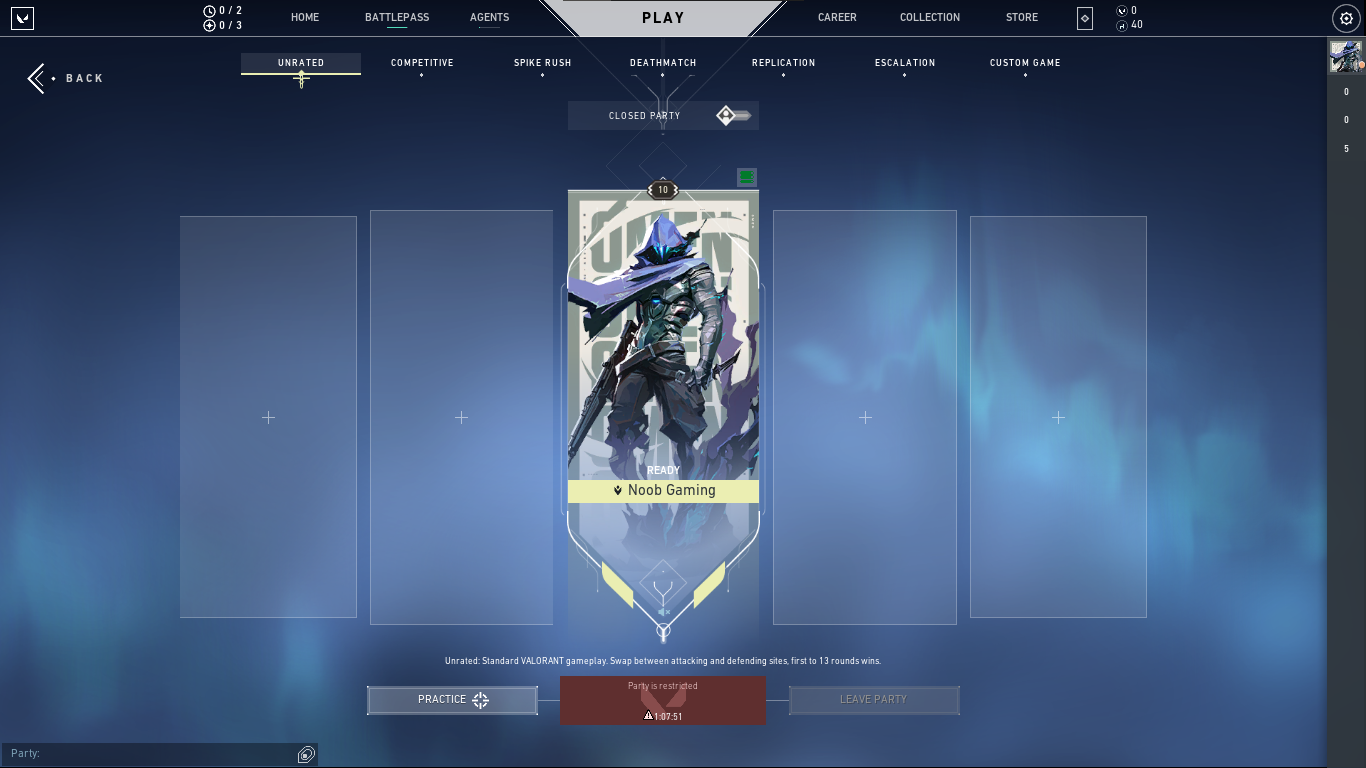 0 / 2
0 / 3
HOME
BATTLEPASS
AGENTS
PLAY
CAREER
COLLECTION
STORE
0
40
BACK
UNRATED
COMPETITIVE
SPIKE RUSH
DEATHMATCH
REPLICATION
ESCALATION
CUSTOM GAME
0
0
5
CLOSED PARTY
10
READY
Noob Gaming
Unrated: Standard VALORANT gameplay. Swap between attacking and defending sites, first to 13 rounds wins.
PRACTICE
Party is restricted
1:07:51
LEAVE PARTY
Party: